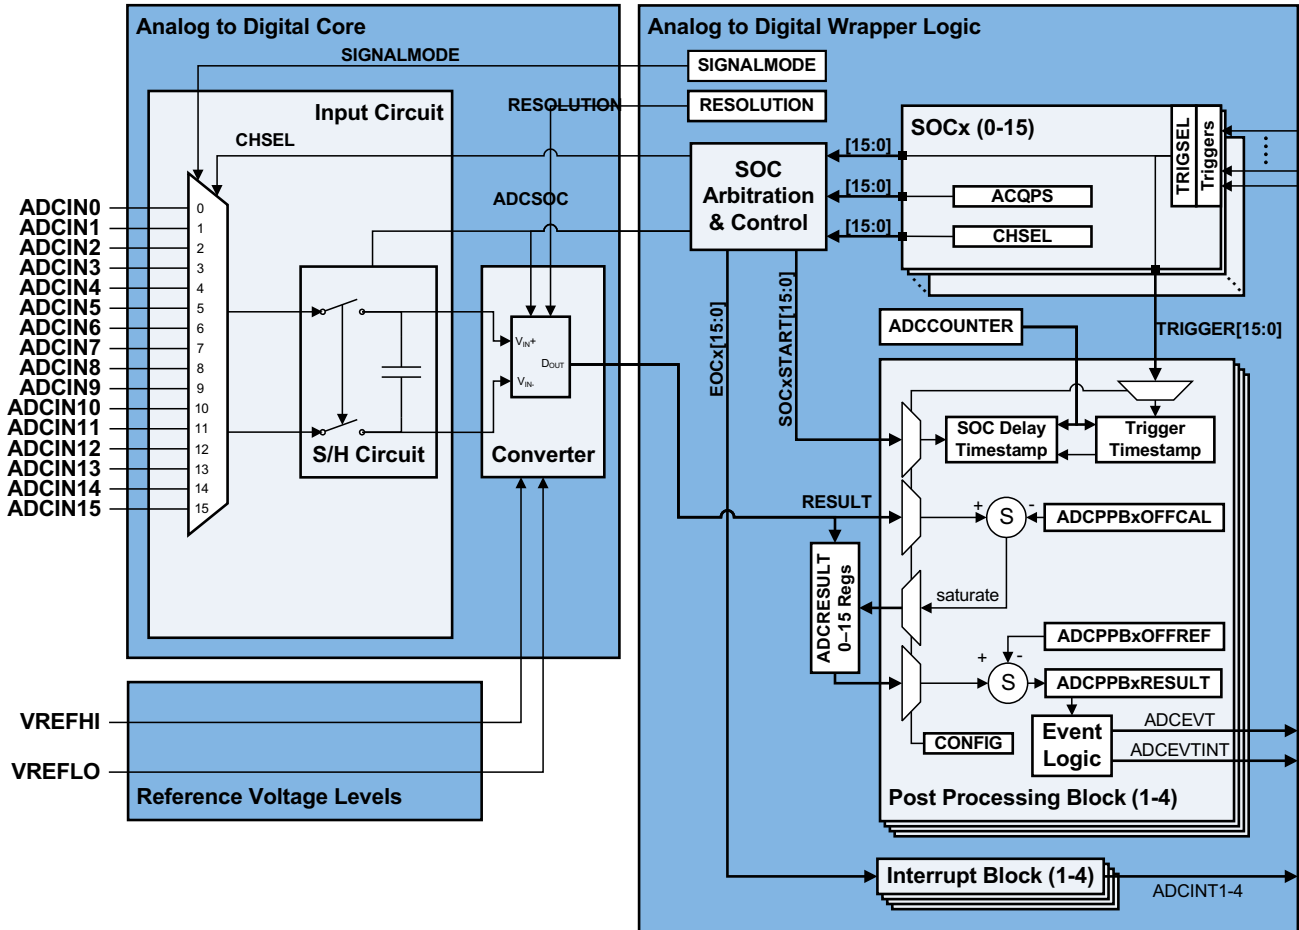 Analog to Digital Core
SIGNALMODE
Input Circuit
RESOLUTION
CHSEL
ADCSOC
ADCIN0
ADCIN1
ADCIN2
ADCIN3
ADCIN4
ADCIN5
ADCIN6
ADCIN7
ADCIN8
ADCIN9
ADCIN10
ADCIN11
ADCIN12
ADCIN13
ADCIN14
ADCIN15
0
1
2
3
4
5
6
7
8
9
10
11
12
13
14
15
S/H Circuit
VIN+
DOUT
VIN-
Converter
VREFHI
VREFLO
Reference Voltage Levels
Analog to Digital Wrapper Logic
SIGNALMODE
RESOLUTION
SOC
Arbitration
& Control
[15:0]
[15:0]
[15:0]
SOCx (0-15)
ACQPS
CHSEL
TRIGSEL
Triggers
EOCx[15:0]
SOCxSTART[15:0]
ADCCOUNTER
TRIGGER[15:0]
SOC Delay
Timestamp
Trigger
Timestamp
RESULT
+
S
-
ADCPPBxOFFCAL
ADCRESULT
0–15 Regs
saturate
ADCPPBxOFFREF
+
-
S
ADCPPBxRESULT
CONFIG
Event
Logic
ADCEVT
ADCEVTINT
Post Processing Block (1-4)
Interrupt Block (1-4)
ADCINT1-4